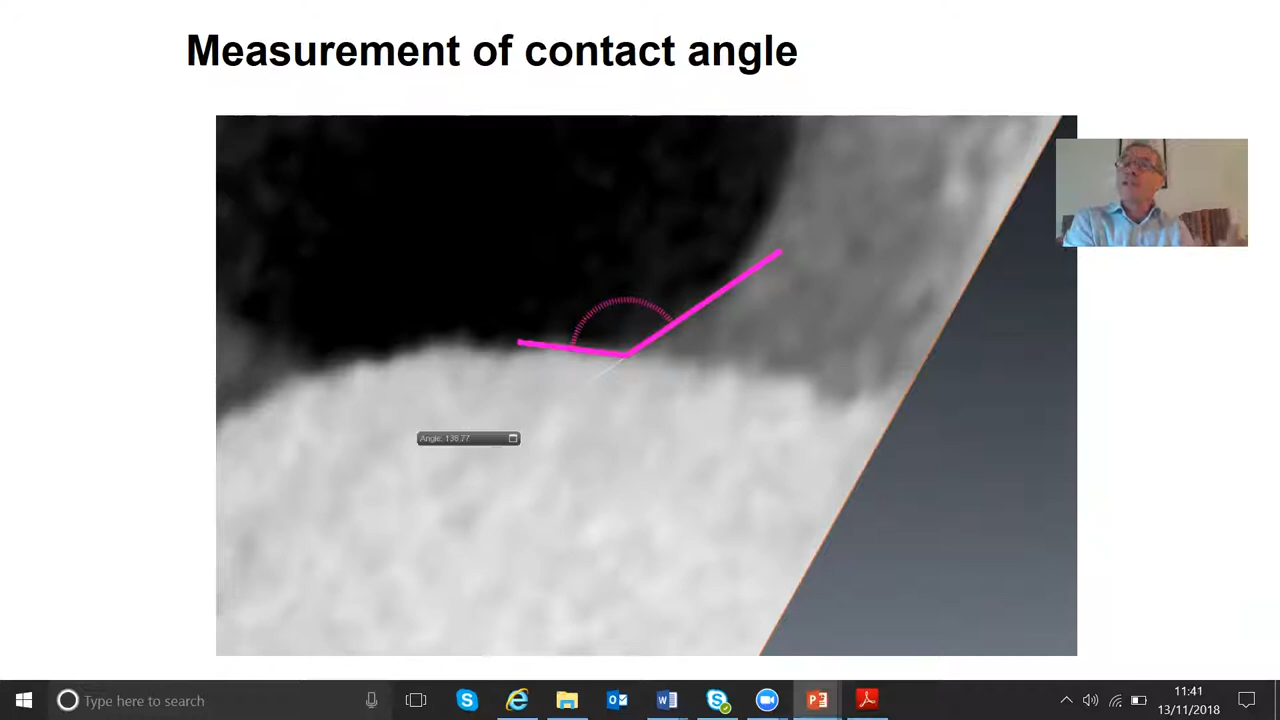 Measurement of contact angle
Angle: 138.77
Type here to search
11:41
13/11/2018